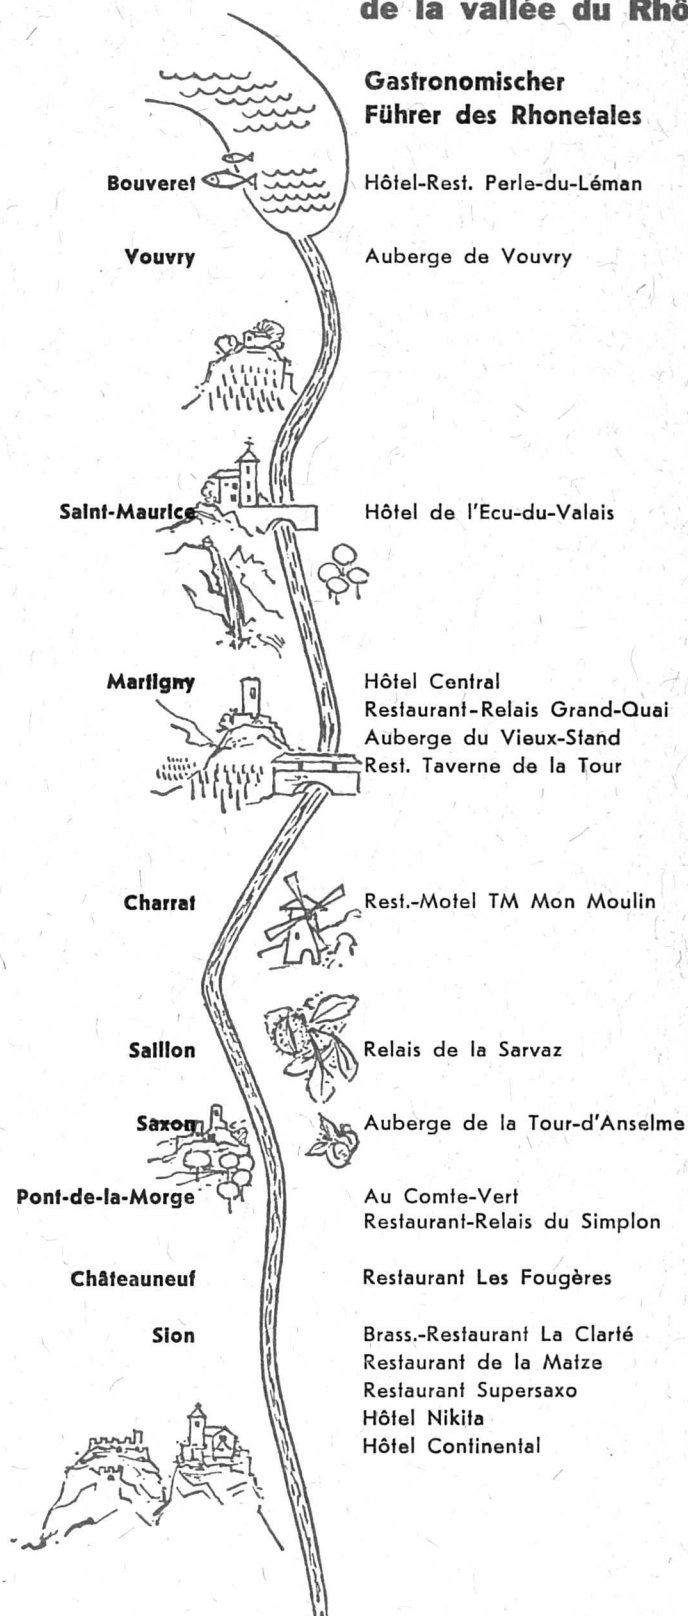 de la vallée du Rhô
Gastronomischer
Führer des Rhonetales
Bouveret Hôtel-Rest. Perle-du-Léman
Vouvry Auberge de Vouvry
Saint-Maurice Hôtel de l'Ecu-du-Valais
Martigny Hôtel Central
Restaurant-Relais Grand-Quai
Auberge du Vieux-Stand
Rest. Taverne de la Tour
Charrat Rest.-Motel TM Mon Moulin
Saillon Relais de la Sarvaz
Saxon Auberge de la Tour-d'Anselme
Pont-de-la-Morge Au Comte-Vert
Restaurant-Relais du Simplon
Châteauneuf Restaurant Les Fougères
Sion Brass.-Restaurant La Clarté
Restaurant de la Matze
Restaurant Supersaxo
Hôtel Nikita
Hôtel Continental